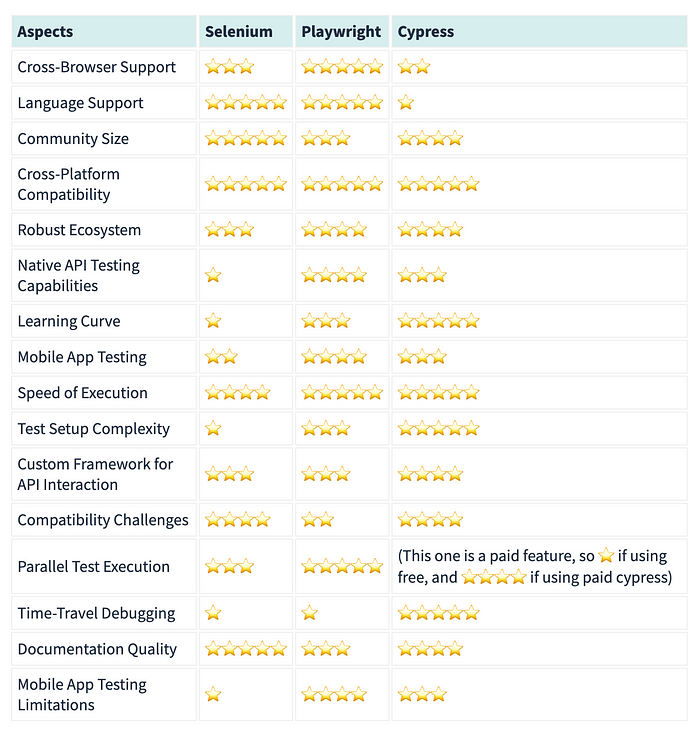 Aspects Selenium Playwright Cypress
Cross-Browser Support ⭐⭐⭐ ⭐⭐⭐⭐⭐ ⭐⭐
Language Support ⭐⭐⭐⭐⭐ ⭐⭐⭐⭐⭐ ⭐
Community Size ⭐⭐⭐⭐⭐ ⭐⭐⭐ ⭐⭐⭐⭐
Cross-Platform
Compatibility ⭐⭐⭐⭐⭐ ⭐⭐⭐⭐⭐ ⭐⭐⭐⭐⭐
Robust Ecosystem ⭐⭐⭐ ⭐⭐⭐⭐ ⭐⭐⭐⭐
Native API Testing
Capabilities ⭐ ⭐⭐⭐⭐ ⭐⭐⭐
Learning Curve ⭐ ⭐⭐⭐ ⭐⭐⭐⭐⭐
Mobile App Testing ⭐⭐ ⭐⭐⭐⭐ ⭐⭐⭐
Speed of Execution ⭐⭐⭐⭐ ⭐⭐⭐⭐⭐ ⭐⭐⭐⭐⭐
Test Setup Complexity ⭐ ⭐⭐⭐ ⭐⭐⭐⭐⭐
Custom Framework for
API Interaction ⭐⭐⭐ ⭐⭐⭐ ⭐⭐⭐⭐
Compatibility Challenges ⭐⭐⭐⭐ ⭐⭐ ⭐⭐⭐⭐
Parallel Test Execution ⭐⭐⭐ ⭐⭐⭐⭐⭐ (This one is a paid feature, so ⭐ if using
free, and ⭐⭐⭐⭐ if using paid cypress)
Time-Travel Debugging ⭐ ⭐ ⭐⭐⭐⭐⭐
Documentation Quality ⭐⭐⭐⭐⭐ ⭐⭐⭐ ⭐⭐⭐⭐
Mobile App Testing
Limitations ⭐ ⭐⭐⭐⭐ ⭐⭐⭐